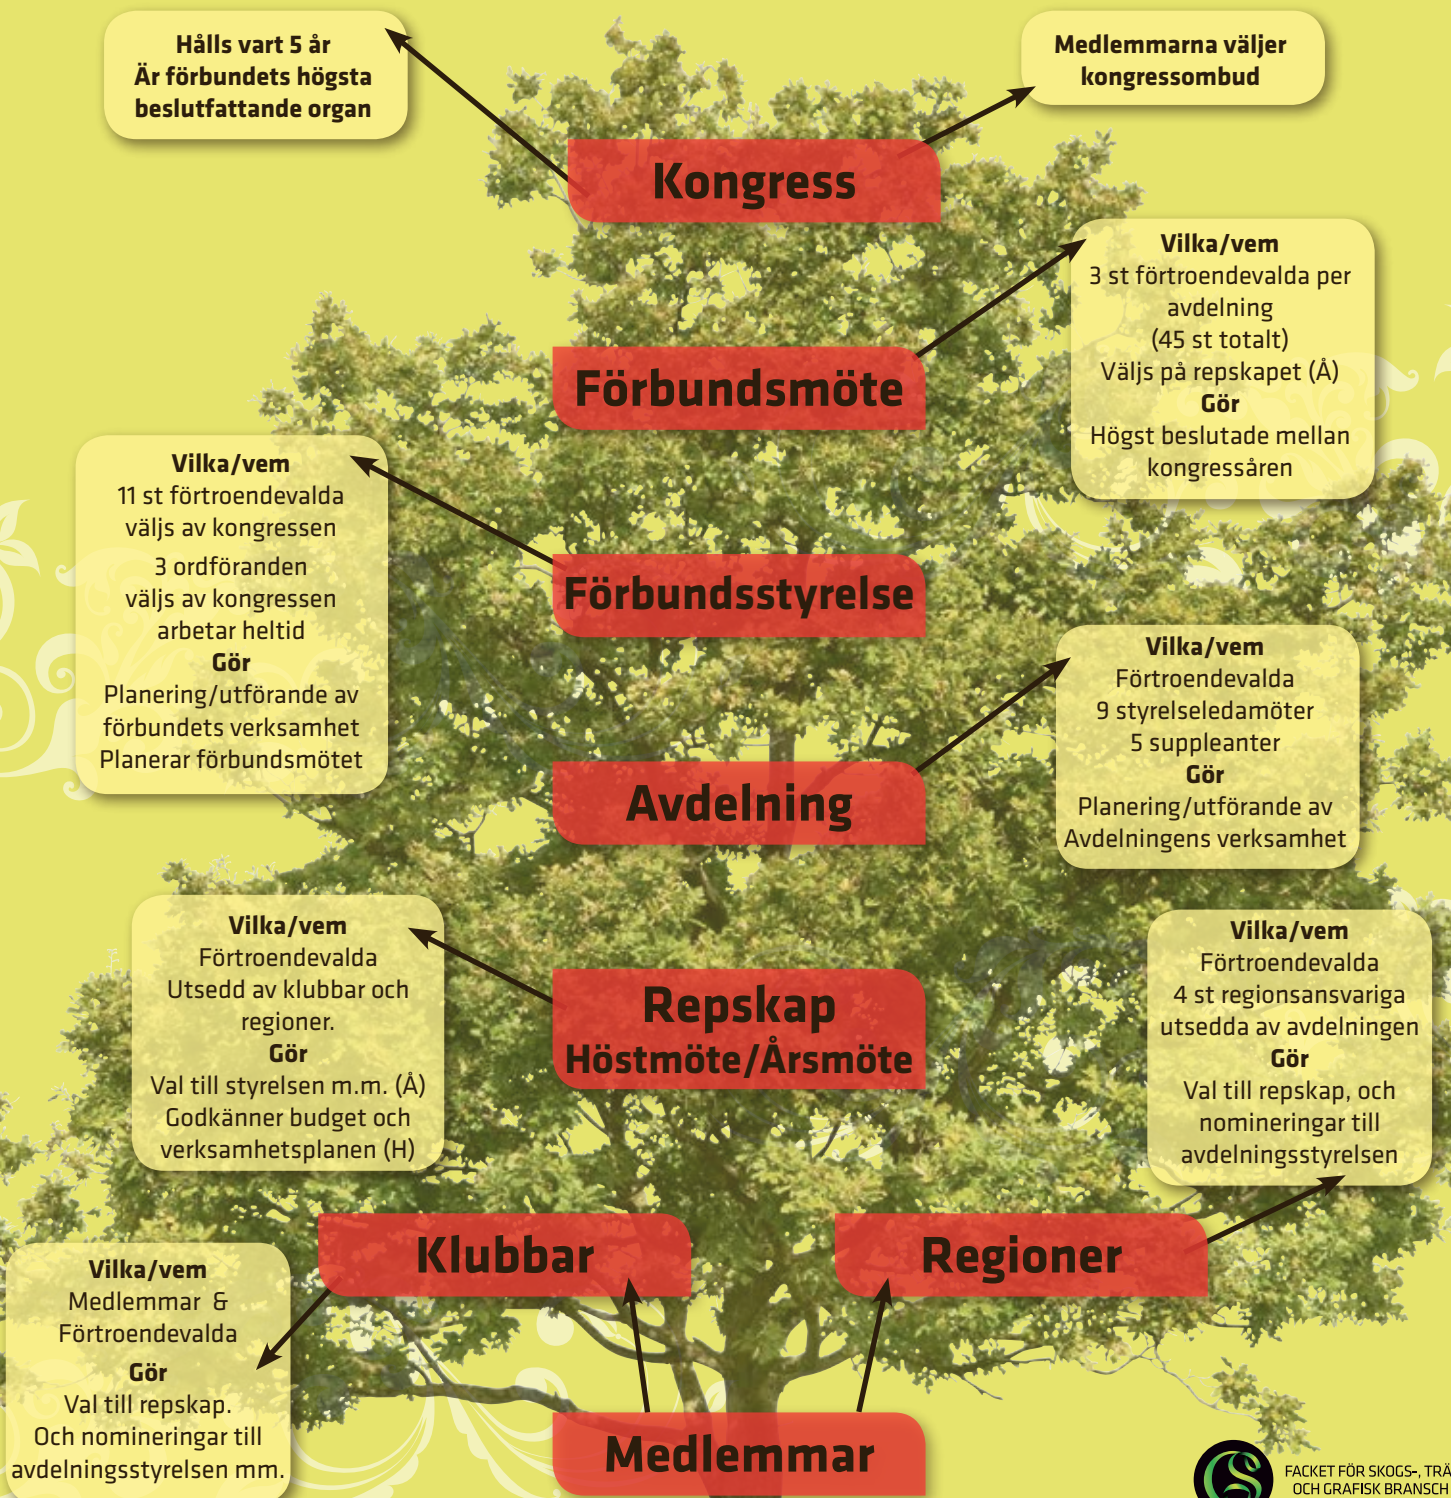 Hålls vart 5 år
Är förbundets högsta
beslutfattande organ
Medlemmarna väljer
kongressombud
Kongress
Vilka/vem
3 st förtroendevalda per
avdelning
(45 st totalt)
Väljs på repskapet (Å)
Gör
Högst beslutade mellan
kongressåren
Förbundsmöte
Vilka/vem
11 st förtroendevalda
väljs av kongressen
3 ordföranden
väljs av kongressen
arbetar heltid
Gör
Planering/utförande av
förbundets verksamhet
Planerar förbundsmötet
Förbundsstyrelse
Vilka/vem
Förtroendevalda
9 styrelseledamöter
5 suppleanter
Gör
Planering/utförande av
Avdelningens verksamhet
Avdelning
Vilka/vem
Förtroendevalda
Utsedd av klubbar och
regioner.
Gör
Val till styrelsen m.m. (Å)
Godkänner budget och
verksamhetsplanen (H)
Repskap
Höstmöte/Årsmöte
Vilka/vem
Förtroendevalda
4 st regionsansvariga
utsedda av avdelningen
Gör
Val till repskap, och
nomineringar till
avdelningsstyrelsen
Klubbar
Regioner
Vilka/vem
Medlemmar &
Förtroendevalda
Gör
Val till repskap.
Och nomineringar till
avdelningsstyrelsen mm.
Medlemmar
FACKET FÖR SKOGS-, TRÄ
OCH GRAFISK BRANSCH